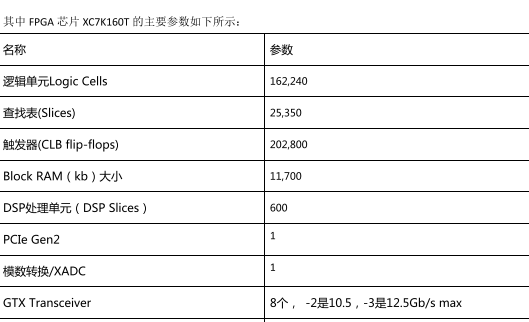 其中 FPGA 芯片 XC7K160T 的主要参数如下所示：
名称 参数
逻辑单元Logic Cells 162,240
查找表(Slices) 25,350
触发器(CLB flip-flops) 202,800
Block RAM（kb）大小 11,700
DSP处理单元（DSP Slices） 600
PCIe Gen2 1
模数转换/XADC 1
GTX Transceiver 8个， -2是10.5，-3是12.5Gb/s max